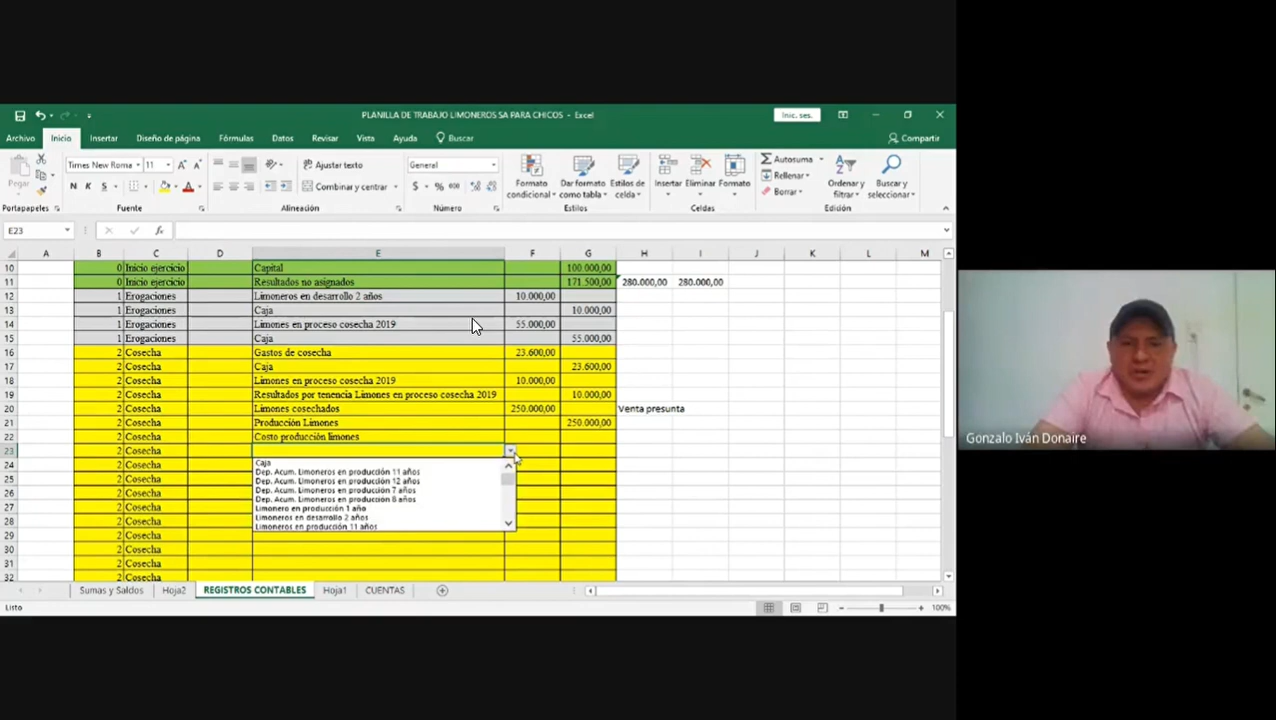 PLANILLA DE TRABAJO LIMONEROS SA PARA CHICOS - Excel
Inic. ses.
Archivo Inicio Insertar Diseño de página Fórmulas Datos Revisar Vista Ayuda Buscar Compartir
Pegar
Times New Roma 11 Ajustar texto General Autosuma
N K S Combinar y centrar $ % 000 Rellenar
Formato condicional Dar formato como tabla Estilos de celda Insertar Eliminar Formato Borrar Ordenar y filtrar Buscar y seleccionar
Portapapeles Fuente Alineación Número Estilos Celdas Edición
E23 fx
A B C D E F G H I J K L M
10 0 Inicio ejercicio Capital 100.000,00
11 0 Inicio ejercicio Resultados no asignados 171.500,00 280.000,00 280.000,00
12 1 Erogaciones Limoneros en desarrollo 2 años 10.000,00
13 1 Erogaciones Caja 10.000,00
14 1 Erogaciones Limones en proceso cosecha 2019 55.000,00
15 1 Erogaciones Caja 55.000,00
16 2 Cosecha Gastos de cosecha 23.600,00
17 2 Cosecha Caja 23.600,00
18 2 Cosecha Limones en proceso cosecha 2019 10.000,00
19 2 Cosecha Resultados por tenencia Limones en proceso cosecha 2019 10.000,00
20 2 Cosecha Limones cosechados 250.000,00 Venta presunta
21 2 Cosecha Producción Limones 250.000,00
22 2 Cosecha Costo producción limones
23 2 Cosecha
24 2 Cosecha Caja
Dep. Acum. Limoneros en producción 11 años
25 2 Cosecha Dep. Acum. Limoneros en producción 12 años
Dep. Acum. Limoneros en producción 7 años
26 2 Cosecha Dep. Acum. Limoneros en producción 8 años
27 2 Cosecha Limonero en producción 1 año
28 2 Cosecha Limoneros en desarrollo 2 años
Limoneros en producción 11 años
29 2 Cosecha
30 2 Cosecha
31 2 Cosecha
32 2 Cosecha
Sumas y Saldos Hoja2 REGISTROS CONTABLES Hoja1 CUENTAS
Listo 100%
Gonzalo Iván Donaire